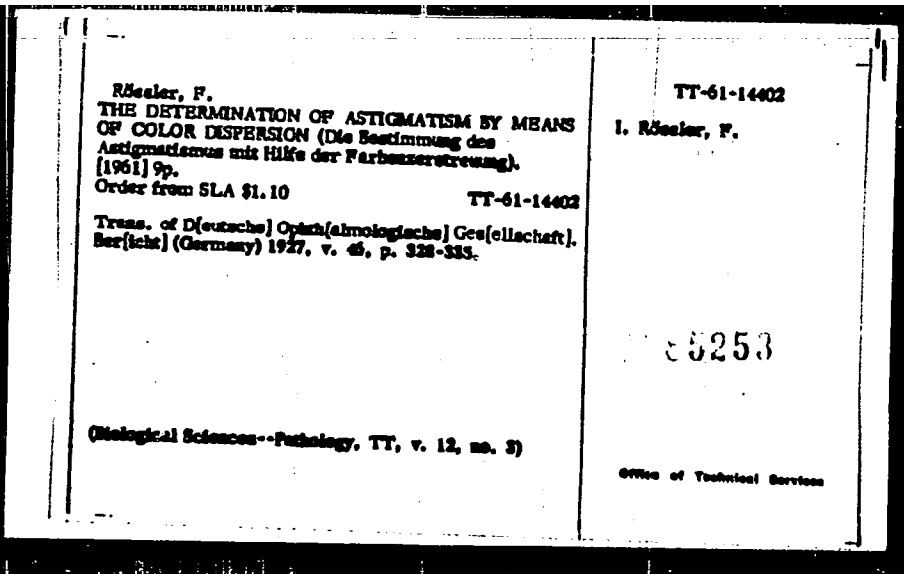 Rössler, F.
THE DETERMINATION OF ASTIGMATISM BY MEANS
OF COLOR DISPERSION (Die Bestimmung des
Astigmatismus mit Hilfe der Farbenzerstreuung).
[1961] 9p.
Order from SLA $1.10 TT-61-14402
Trans. of D[eutsche] Ophth[almologische] Ges[ellschaft].
Ber[icht] (Germany) 1927, v. 46, p. 328-335.
(Biological Sciences--Pathology, TT, v. 12, no. 3)
TT-61-14402
I. Rössler, F.
5253
Office of Technical Services